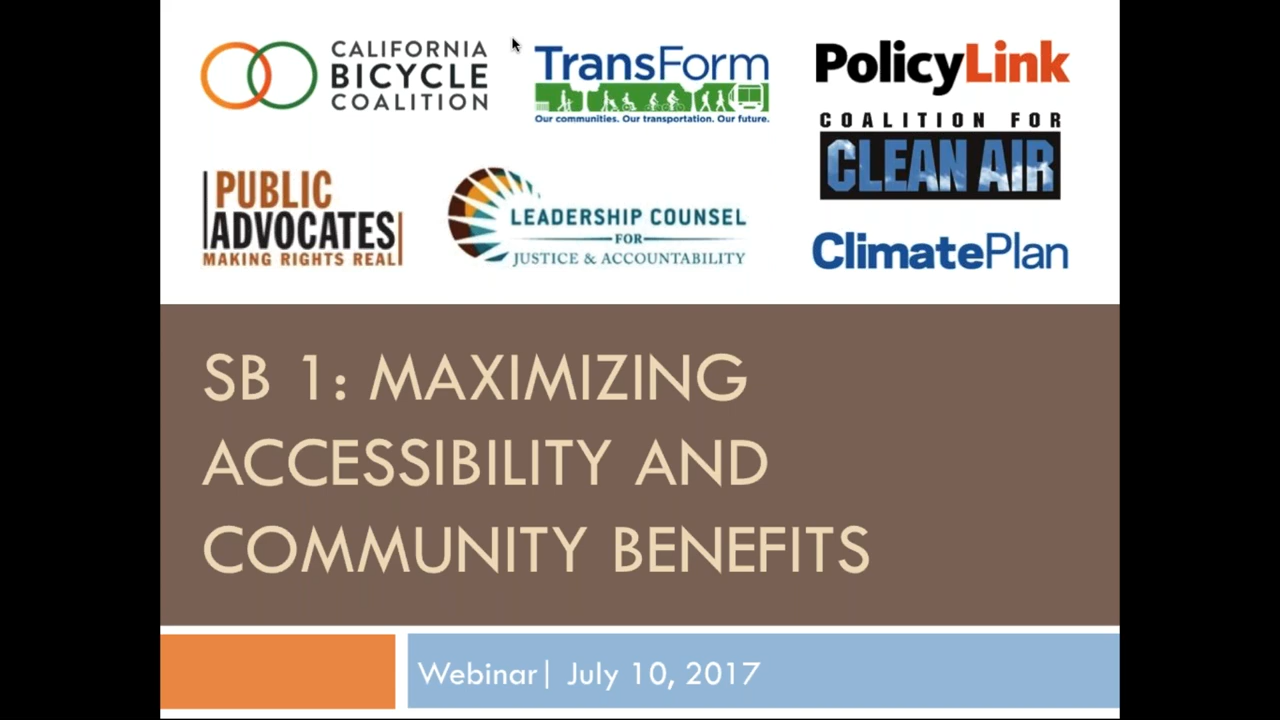 CALIFORNIA
BICYCLE
COALITION
TransForm
Our communities. Our transportation. Our future.
PolicyLink
COALITION FOR
CLEAN AIR
PUBLIC
ADVOCATES
MAKING RIGHTS REAL
LEADERSHIP COUNSEL
FOR
JUSTICE & ACCOUNTABILITY
ClimatePlan
SB 1: MAXIMIZING
ACCESSIBILITY AND
COMMUNITY BENEFITS
Webinar| July 10, 2017